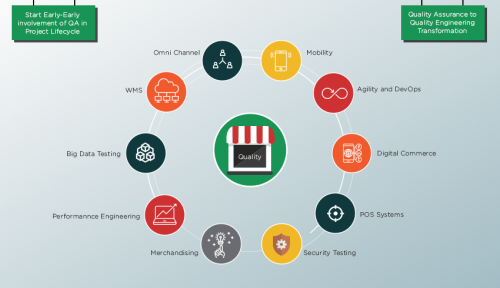 Start Early-Early
involvement of QA in
Project Lifecycle
Quality Assurance to
Quality Engineering
Transformation
Omni Channel
Mobility
WMS
Agility and DevOps
Big Data Testing
Quality
Digital Commerce
Performannce Engineering
POS Systems
Merchandising
Security Testing